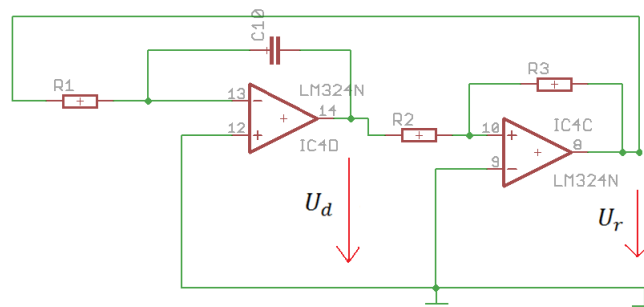 C10
R1
13
12
LM324N
14
IC4D
R2
R3
10
9
IC4C
8
LM324N
U_d
U_r